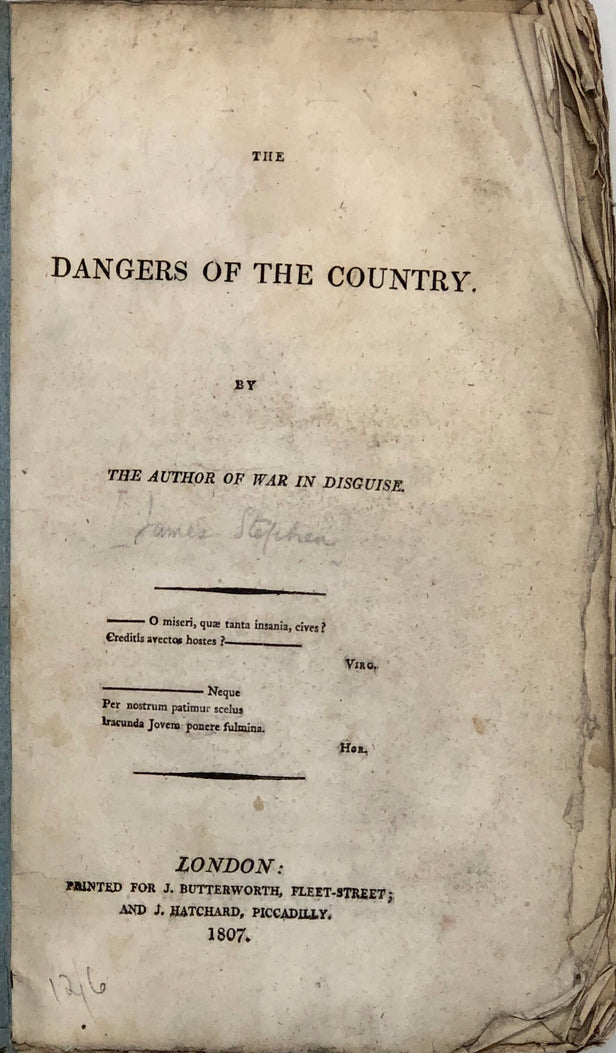 THE
DANGERS OF THE COUNTRY.
BY
THE AUTHOR OF WAR IN DISGUISE.
[James Stephen]
——— O miseri, quæ tanta insania, cives?
Creditis avectos hostes?———
VIRG.
——— Neque
Per nostrum patimur scelus
Iracunda Jovem ponere fulmina.
HOR.
LONDON:
PRINTED FOR J. BUTTERWORTH, FLEET-STREET;
AND J. HATCHARD, PICCADILLY.
1807.
12/6